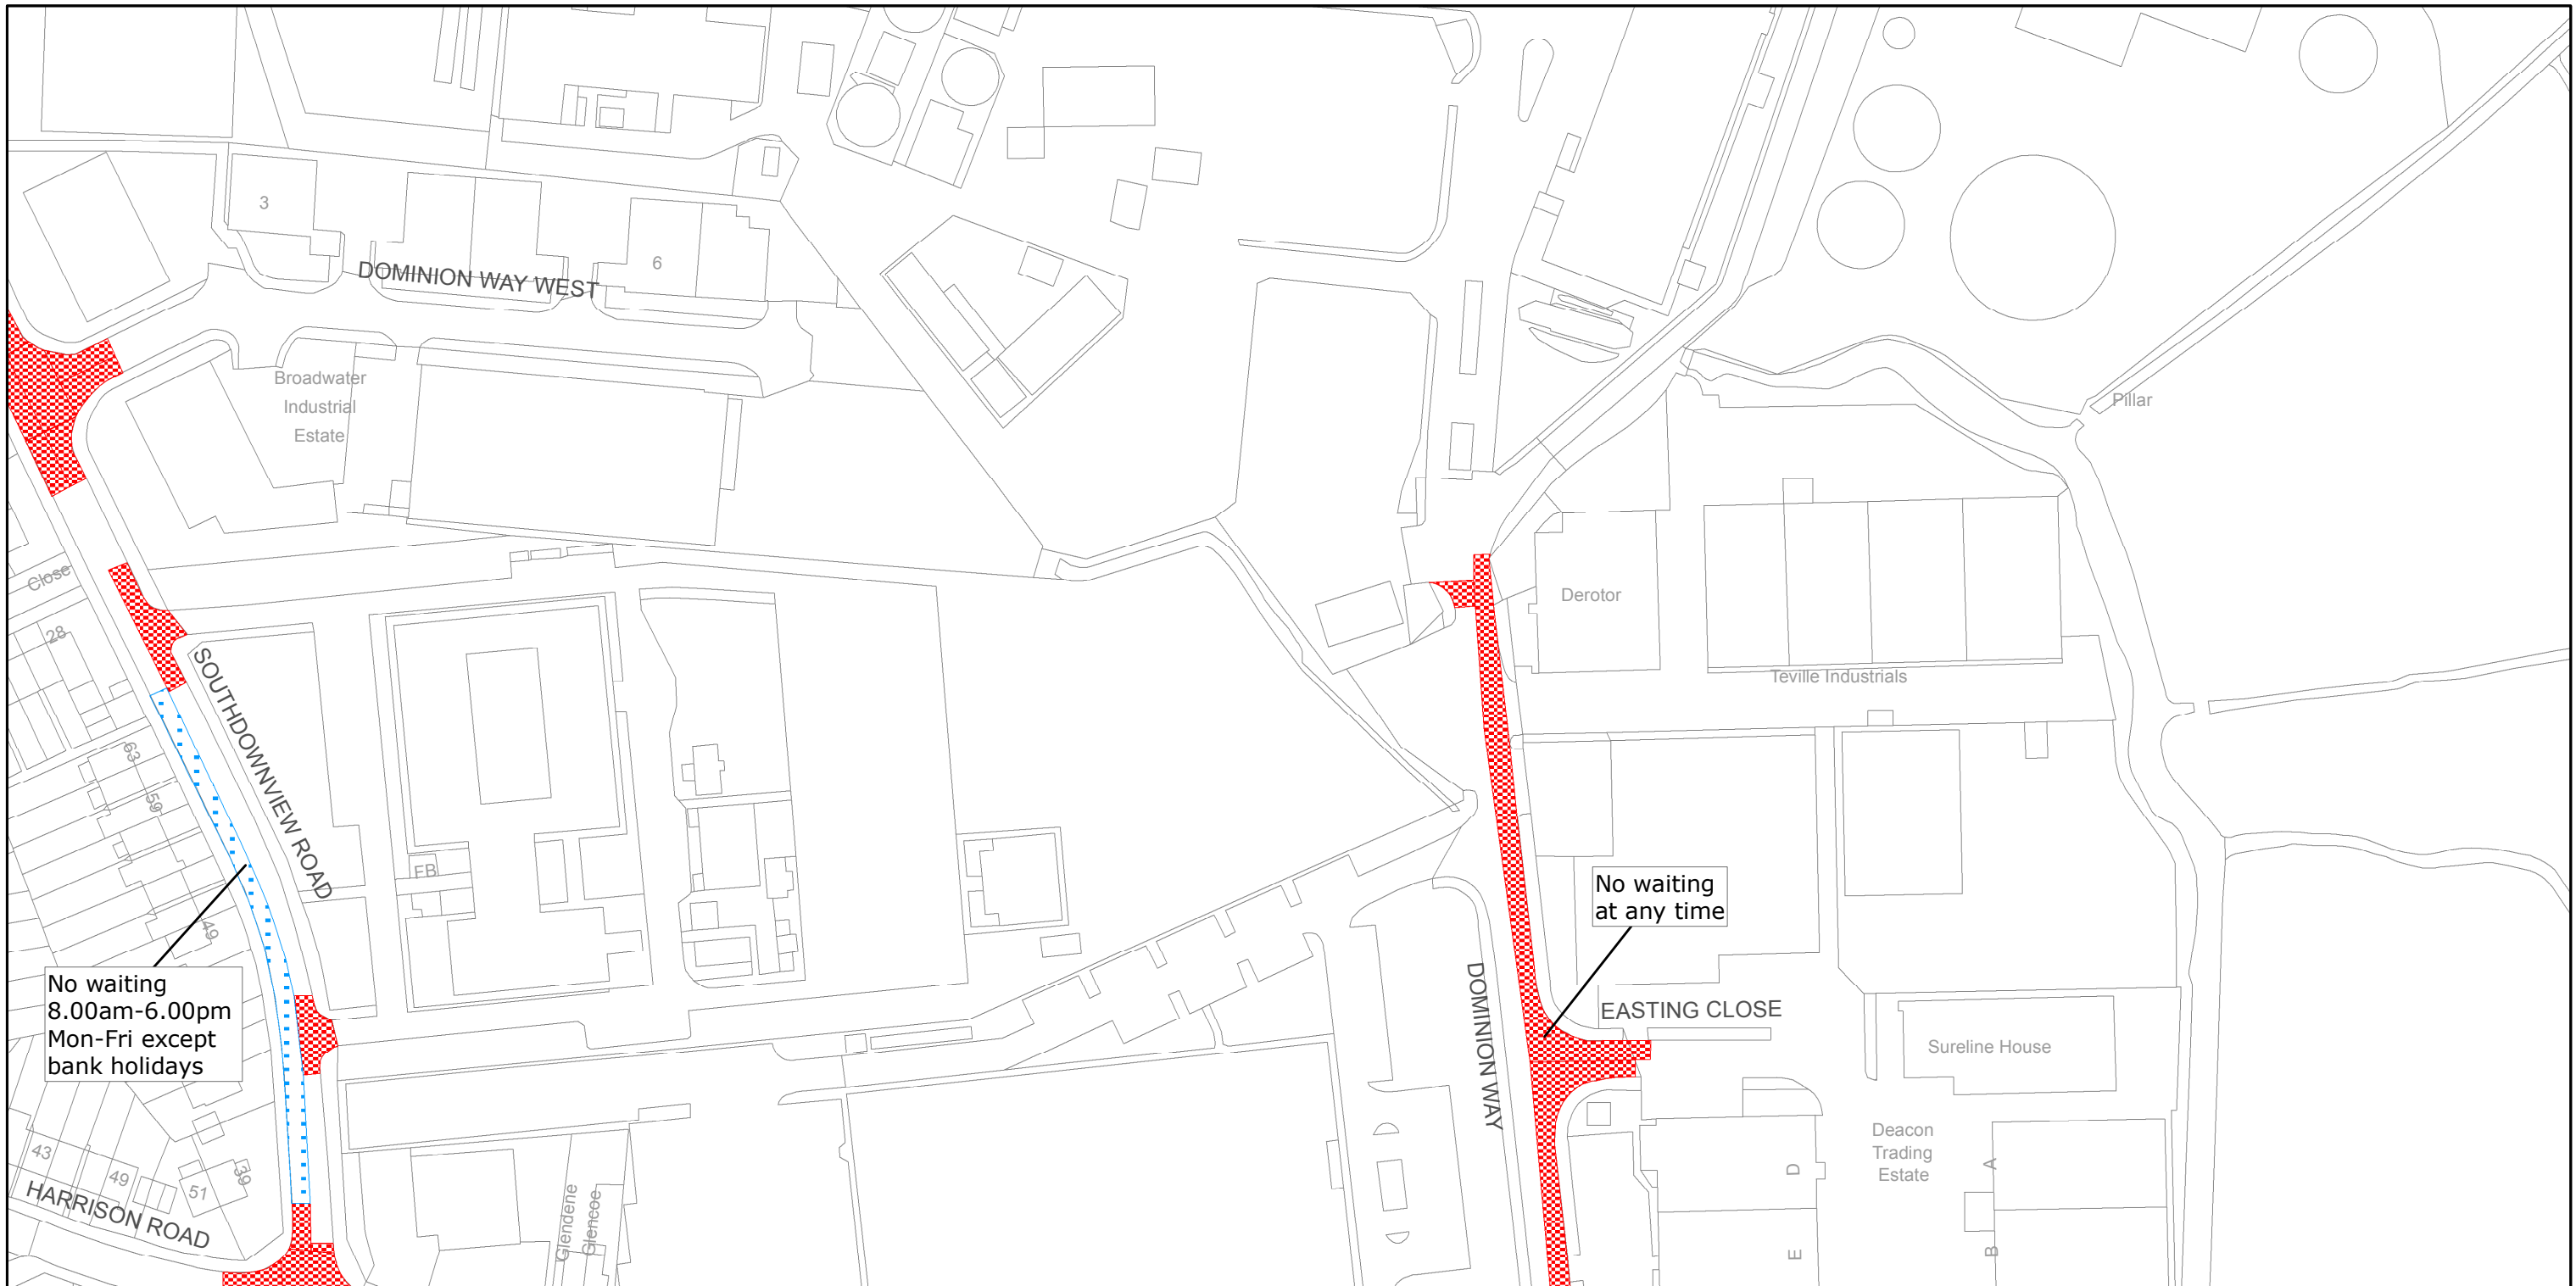 3
6
DOMINION WAY WEST
Broadwater
Industrial
Estate
Pillar
Close
28
Derotor
Teville Industrials
SOUTHDOWNVIEW ROAD
63
59
49
FB
No waiting
at any time
No waiting
8.00am-6.00pm
Mon-Fri except
bank holidays
DOMINION WAY
EASTING CLOSE
Sureline House
Deacon
Trading
Estate
D
A
E
B
43
49
51
39
HARRISON ROAD
Glendene
Glencoe